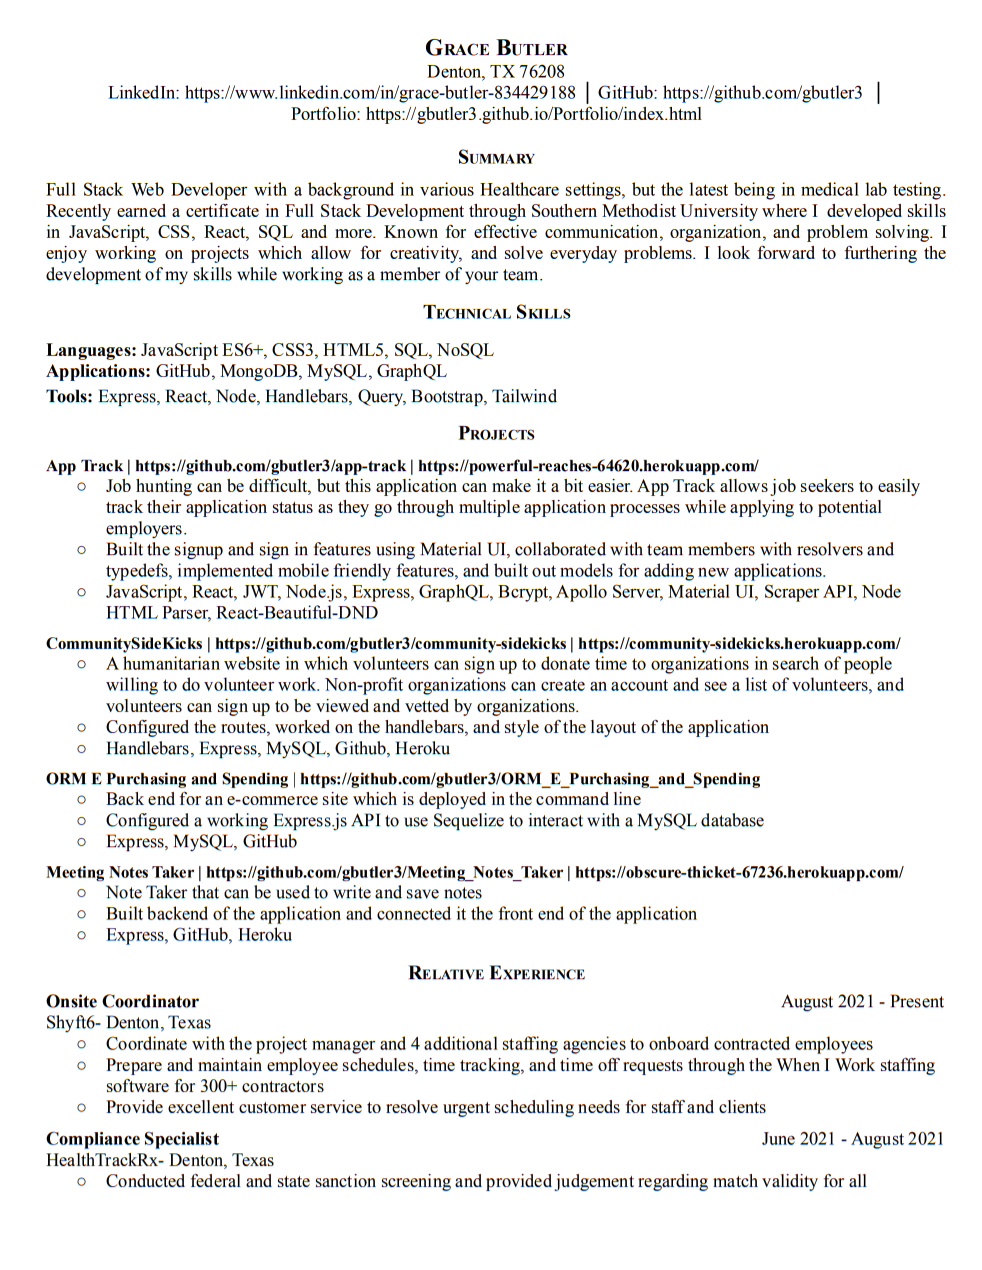 GRACE BUTLER
Denton, TX 76208
LinkedIn: https://www.linkedin.com/in/grace-butler-834429188 | GitHub: https://github.com/gbutler3 |
Portfolio: https://gbutler3.github.io/Portfolio/index.html
SUMMARY
Full Stack Web Developer with a background in various Healthcare settings, but the latest being in medical lab testing.
Recently earned a certificate in Full Stack Development through Southern Methodist University where I developed skills
in JavaScript, CSS, React, SQL and more. Known for effective communication, organization, and problem solving. I
enjoy working on projects which allow for creativity, and solve everyday problems. I look forward to furthering the
development of my skills while working as a member of your team.
TECHNICAL SKILLS
Languages: JavaScript ES6+, CSS3, HTML5, SQL, NoSQL
Applications: GitHub, MongoDB, MySQL, GraphQL
Tools: Express, React, Node, Handlebars, Query, Bootstrap, Tailwind
PROJECTS
App Track | https://github.com/gbutler3/app-track | https://powerful-reaches-64620.herokuapp.com/
○ Job hunting can be difficult, but this application can make it a bit easier. App Track allows job seekers to easily
track their application status as they go through multiple application processes while applying to potential
employers.
○ Built the signup and sign in features using Material UI, collaborated with team members with resolvers and
typedefs, implemented mobile friendly features, and built out models for adding new applications.
○ JavaScript, React, JWT, Node.js, Express, GraphQL, Bcrypt, Apollo Server, Material UI, Scraper API, Node
HTML Parser, React-Beautiful-DND
CommunitySideKicks | https://github.com/gbutler3/community-sidekicks | https://community-sidekicks.herokuapp.com/
○ A humanitarian website in which volunteers can sign up to donate time to organizations in search of people
willing to do volunteer work. Non-profit organizations can create an account and see a list of volunteers, and
volunteers can sign up to be viewed and vetted by organizations.
○ Configured the routes, worked on the handlebars, and style of the layout of the application
○ Handlebars, Express, MySQL, Github, Heroku
ORM E Purchasing and Spending | https://github.com/gbutler3/ORM_E_Purchasing_and_Spending
○ Back end for an e-commerce site which is deployed in the command line
○ Configured a working Express.js API to use Sequelize to interact with a MySQL database
○ Express, MySQL, GitHub
Meeting Notes Taker | https://github.com/gbutler3/Meeting_Notes_Taker | https://obscure-thicket-67236.herokuapp.com/
○ Note Taker that can be used to write and save notes
○ Built backend of the application and connected it the front end of the application
○ Express, GitHub, Heroku
RELATIVE EXPERIENCE
Onsite Coordinator August 2021 - Present
Shyft6- Denton, Texas
○ Coordinate with the project manager and 4 additional staffing agencies to onboard contracted employees
○ Prepare and maintain employee schedules, time tracking, and time off requests through the When I Work staffing
software for 300+ contractors
○ Provide excellent customer service to resolve urgent scheduling needs for staff and clients
Compliance Specialist June 2021 - August 2021
HealthTrackRx- Denton, Texas
○ Conducted federal and state sanction screening and provided judgement regarding match validity for all